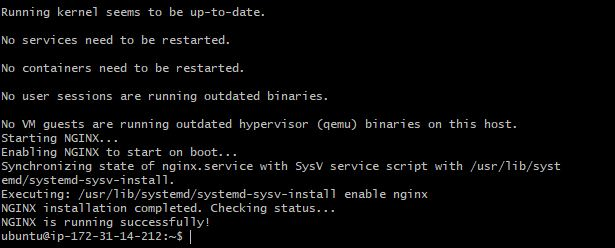 Running kernel seems to be up-to-date.
No services need to be restarted.
No containers need to be restarted.
No user sessions are running outdated binaries.
No VM guests are running outdated hypervisor (qemu) binaries on this host.
Starting NGINX...
Enabling NGINX to start on boot...
Synchronizing state of nginx.service with SysV service script with /usr/lib/syst
emd/systemd-sysv-install.
Executing: /usr/lib/systemd/systemd-sysv-install enable nginx
NGINX installation completed. Checking status...
NGINX is running successfully!
ubuntu@ip-172-31-14-212:~$